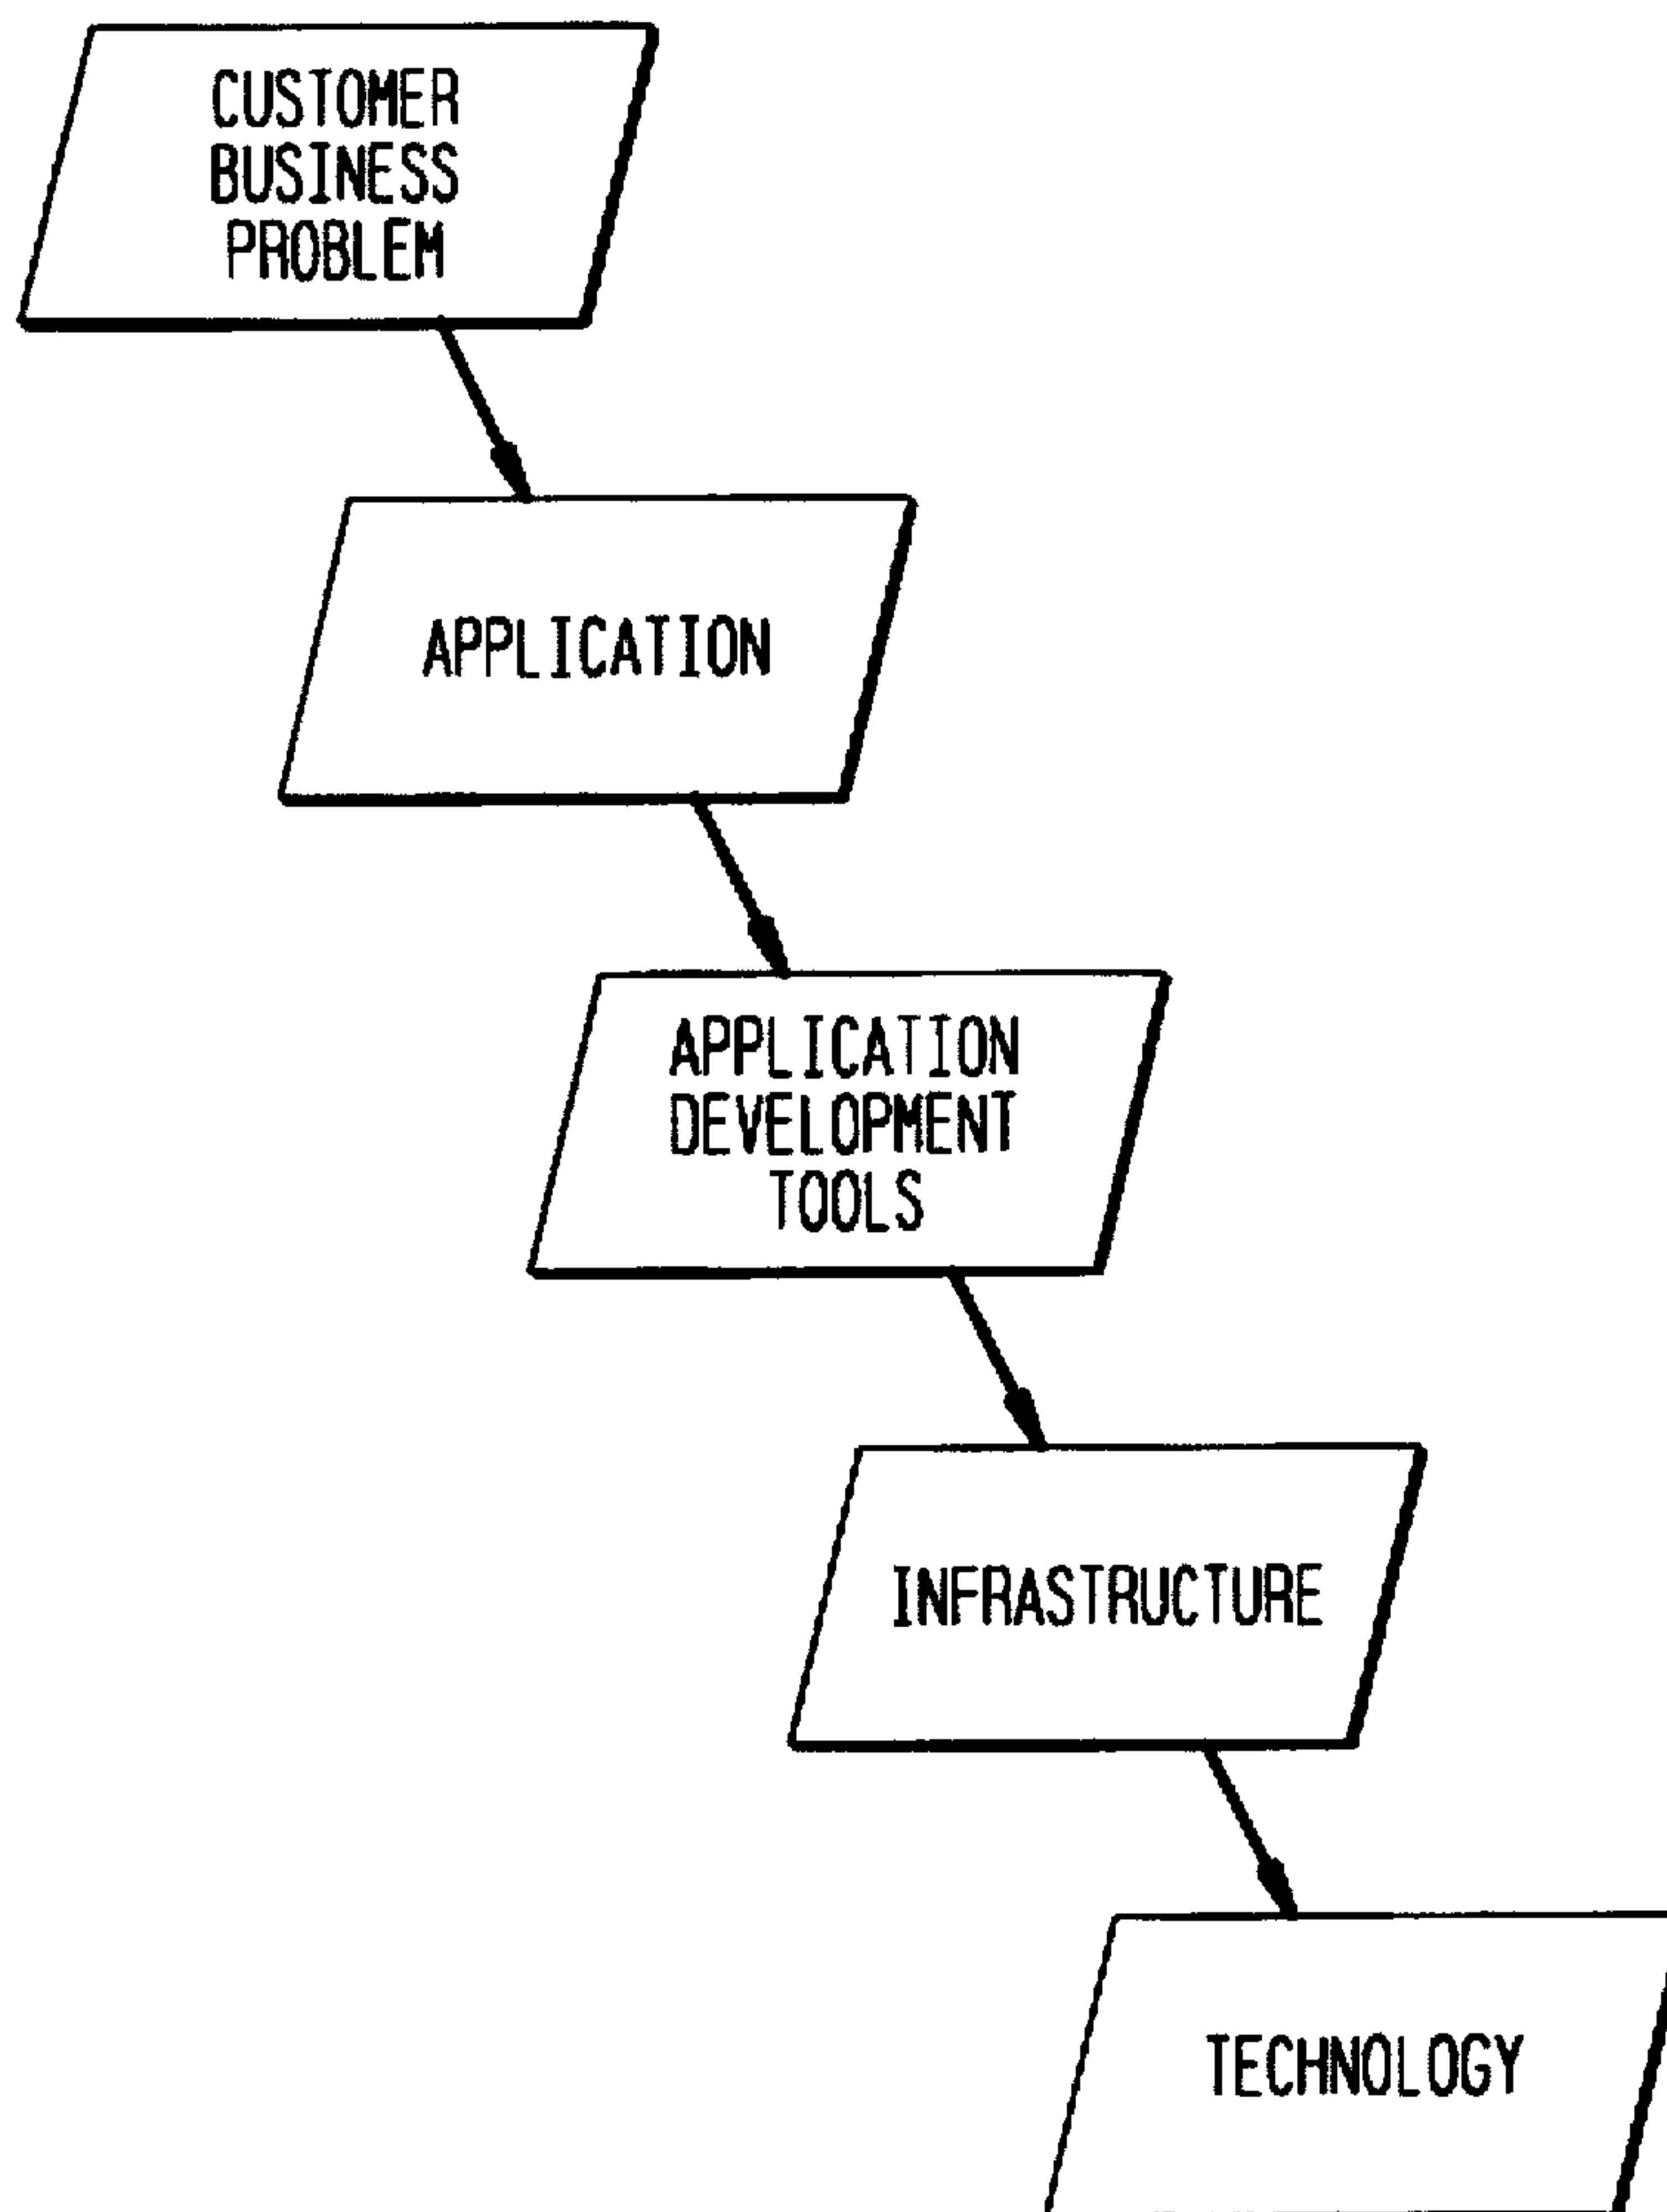 CUSTOMER
BUSINESS
PROBLEM
APPLICATION
APPLICATION
DEVELOPMENT
TOOLS
INFRASTRUCTURE
TECHNOLOGY